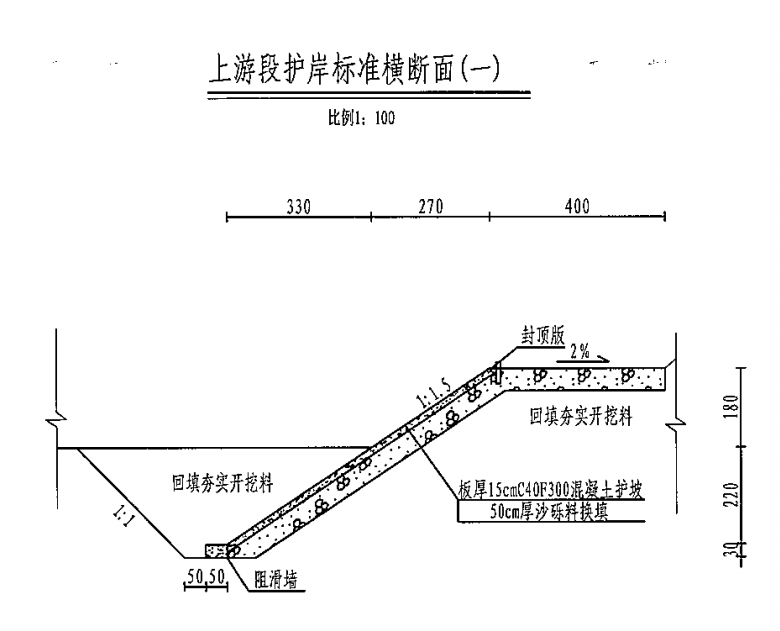 上游段护岸标准横断面(一)
比例1：100
330
270
400
封顶版
2%
1:1.5
180
回填夯实开挖料
回填夯实开挖料
板厚15cmC40F300混凝土护坡
220
50cm厚沙砾料换填
1:1
30
50
50
阻滑墙